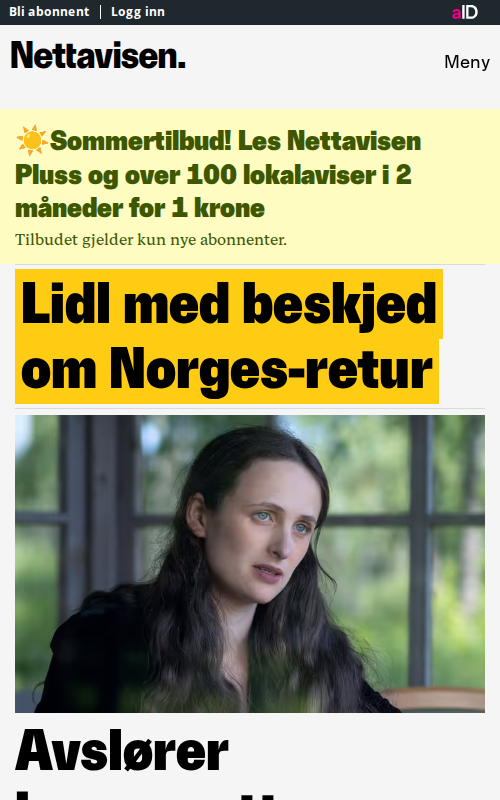 Bli abonnent | Logg inn
aID
Nettavisen.
Meny
☀️Sommertilbud! Les Nettavisen
Pluss og over 100 lokalaviser i 2
måneder for 1 krone
Tilbudet gjelder kun nye abonnenter.
Lidl med beskjed
om Norges-retur
Avslører